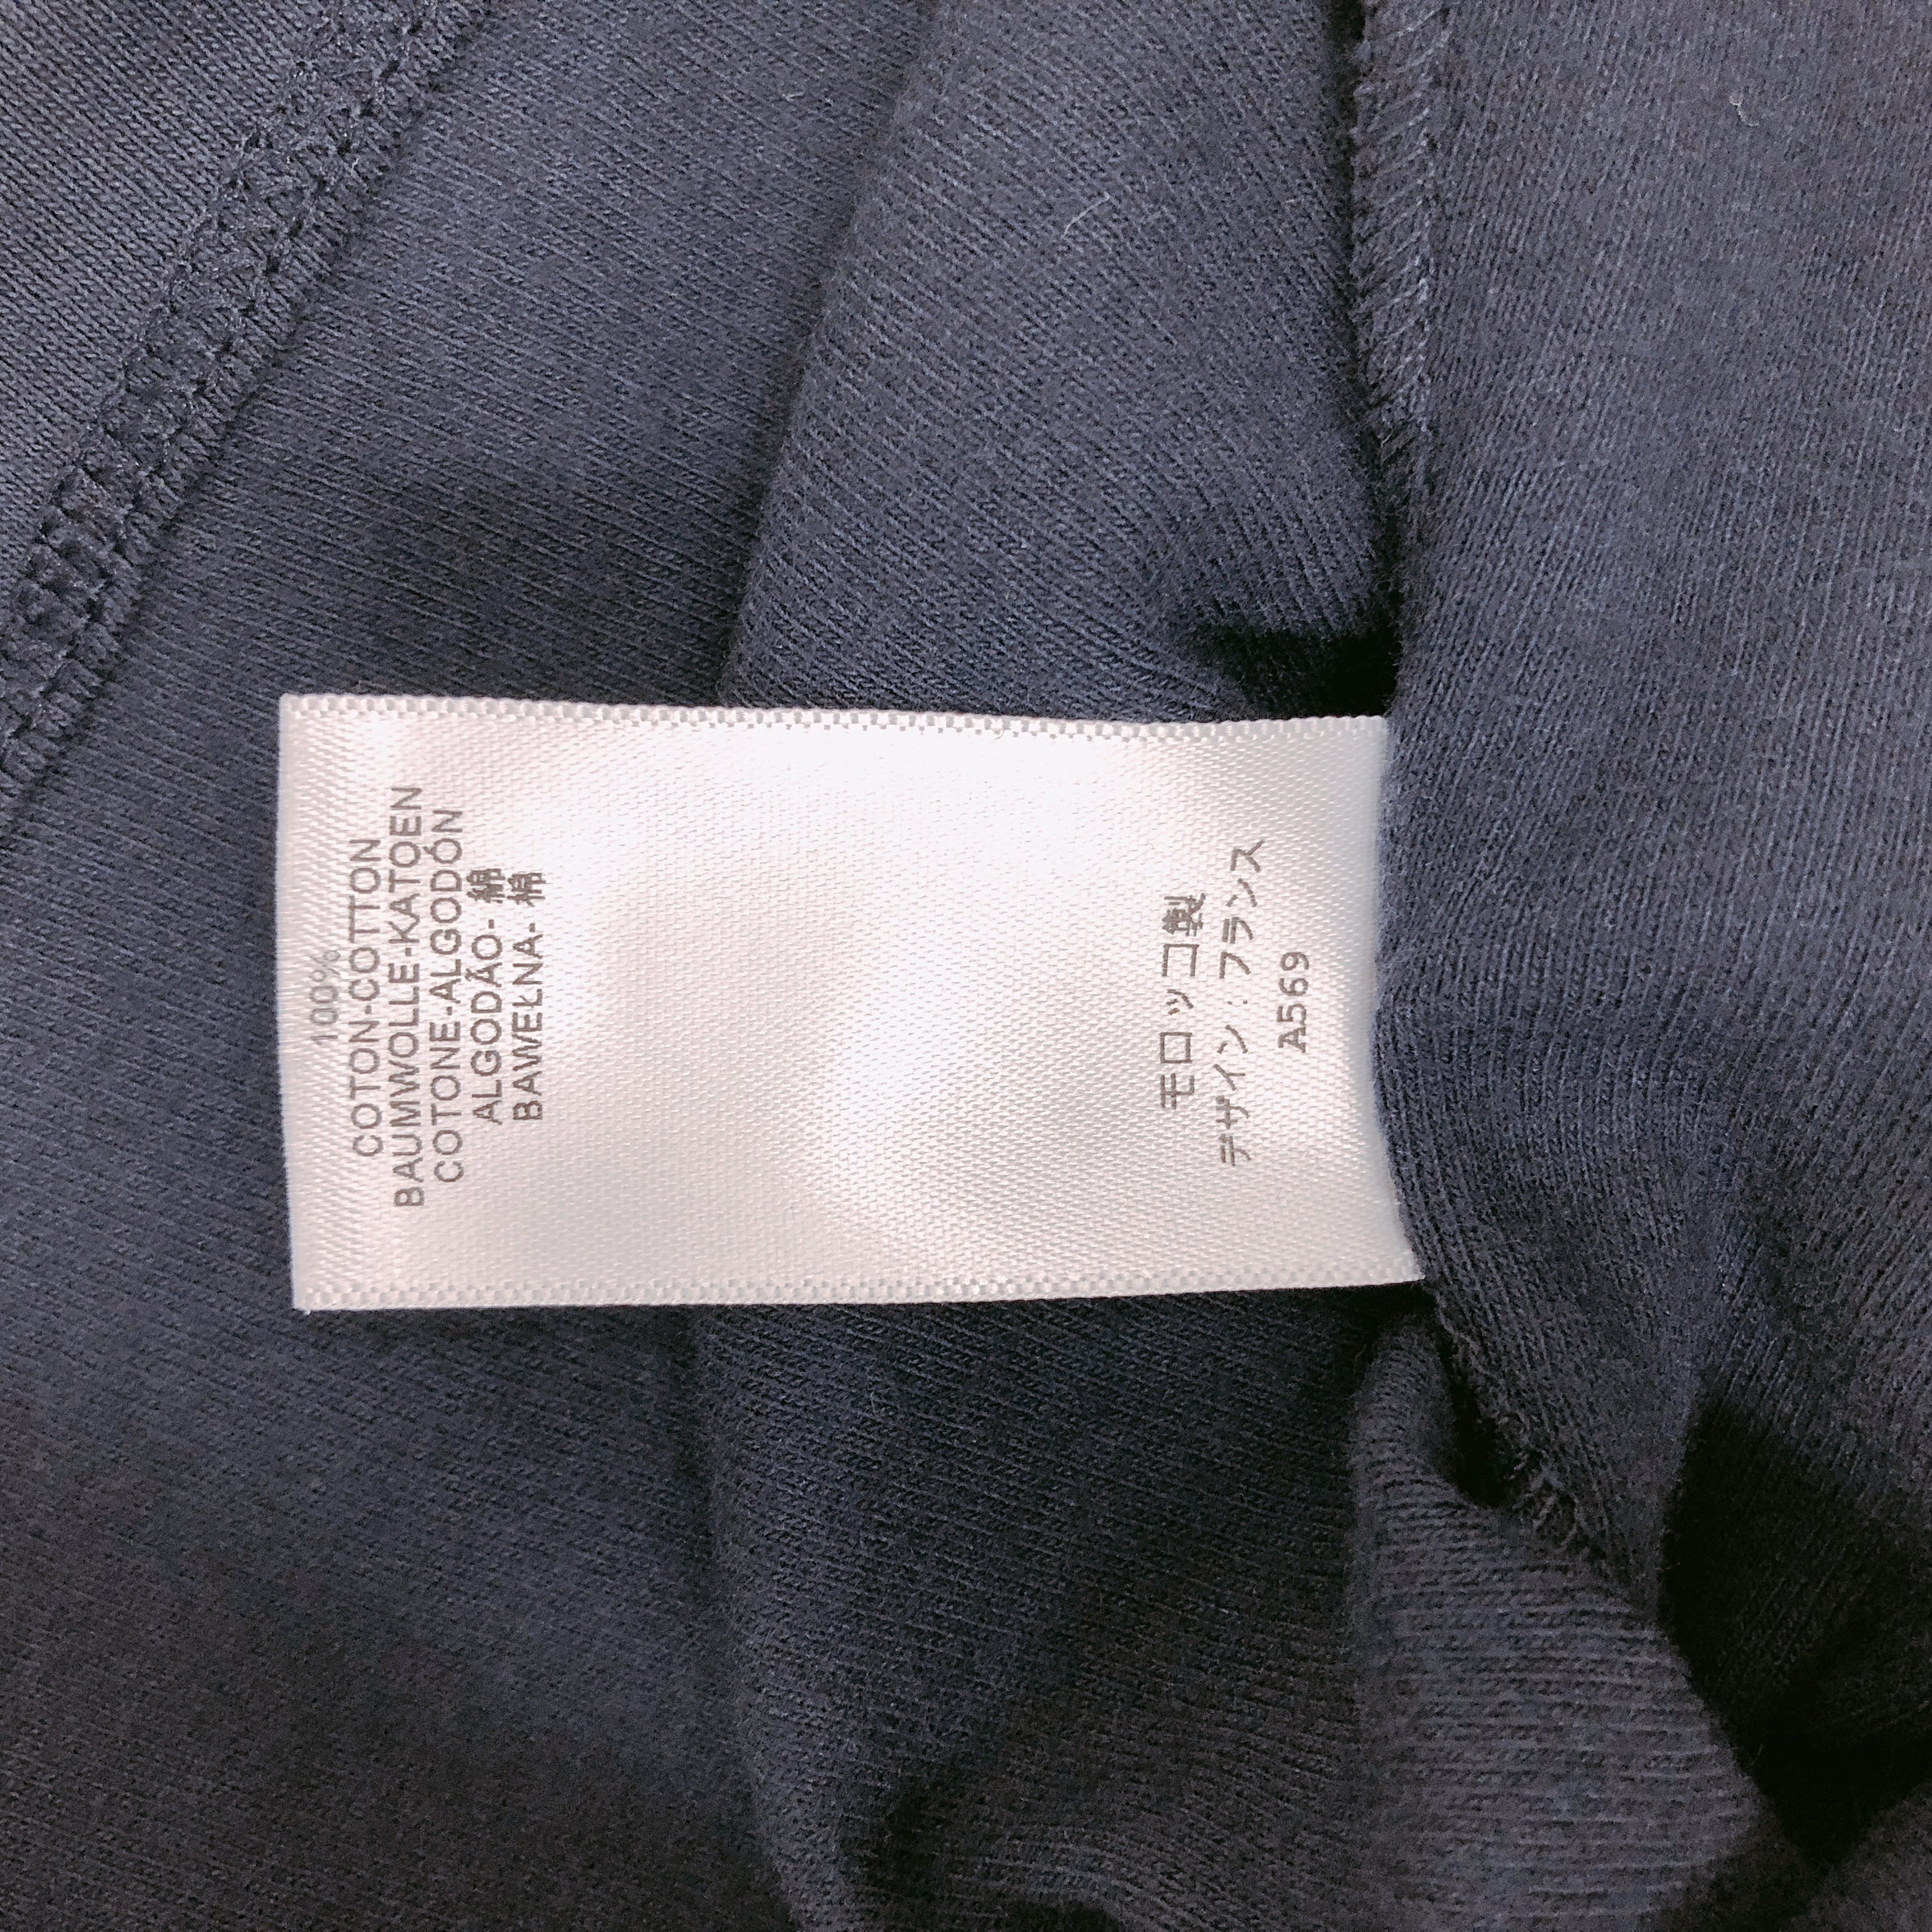 100%
COTON-COTTON
BAUMWOLLE-KATOEN
COTONE-ALGODÓN
ALGODÃO- 綿
BAWEŁNA- 棉
モロッコ製
デザイン：フランス
A569